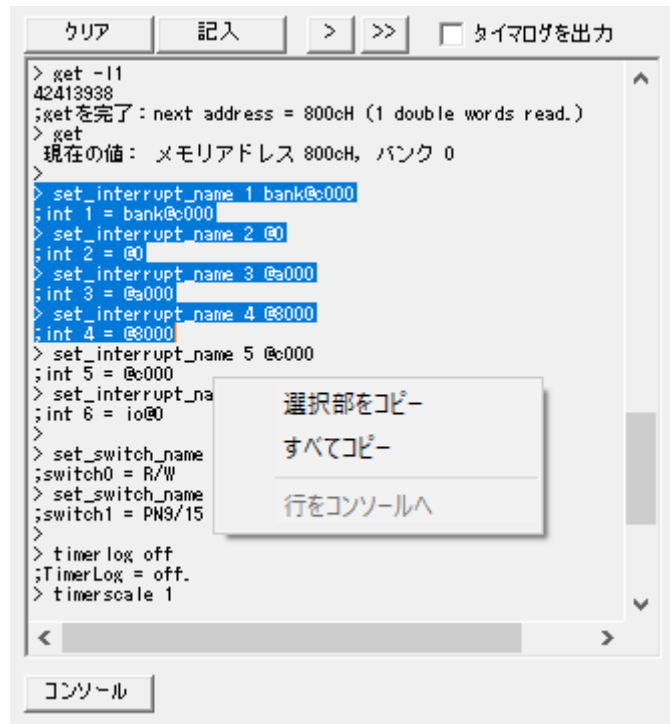 クリア 記入 > >> タイマログを出力
> get -l1
42413938
;getを完了：next address = 800cH (1 double words read.)
> get
現在の値： メモリアドレス 800cH, バンク 0
>
> set_interrupt_name 1 bank@c000
;int 1 = bank@c000
> set_interrupt_name 2 @0
;int 2 = @0
> set_interrupt_name 3 @a000
;int 3 = @a000
> set_interrupt_name 4 @8000
;int 4 = @8000
> set_interrupt_name 5 @c000
;int 5 = @c000
> set_interrupt_na
;int 6 = io@0
>
> set_switch_name
;switch0 = R/W
> set_switch_name
;switch1 = PN9/15
>
> timerlog off
;TimerLog = off.
> timerscale 1
選択部をコピー
すべてコピー
行をコンソールへ
コンソール